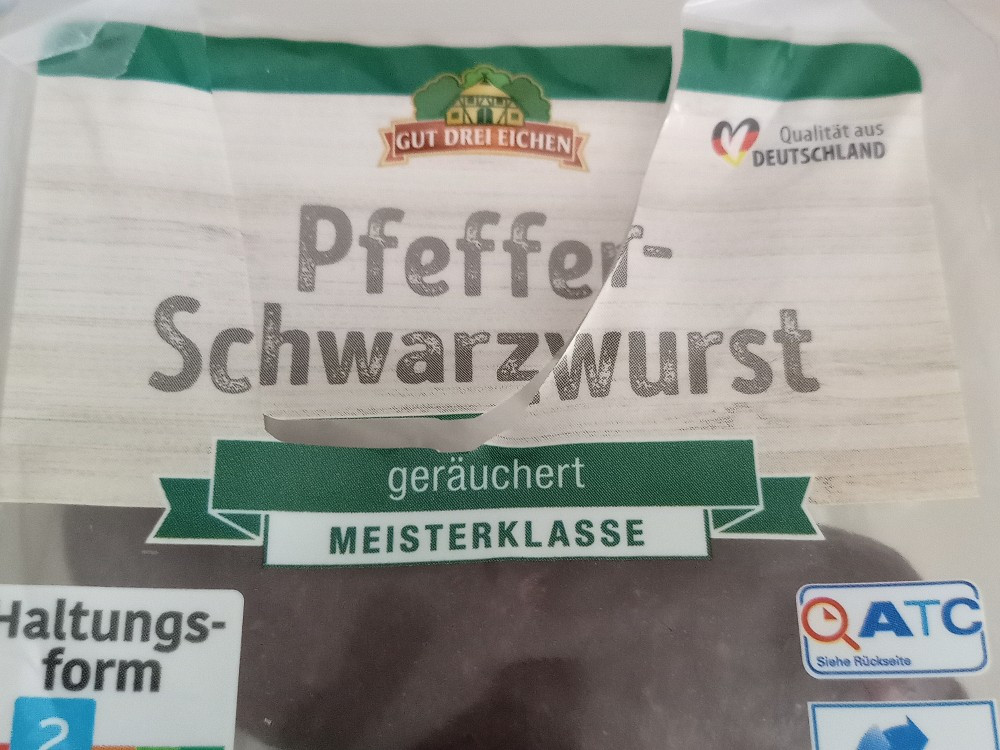 GUT DREI EICHEN
Qualität aus
DEUTSCHLAND
Pfeffer-
Schwarzwurst
geräuchert
MEISTERKLASSE
Haltungs-
form
2
ATC
Siehe Rückseite